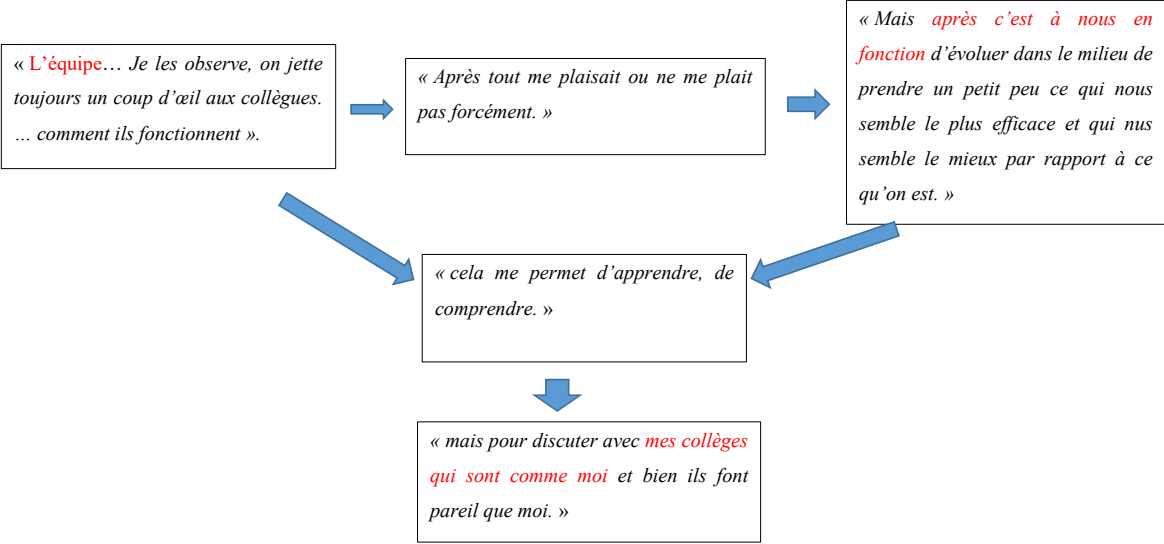 « L’équipe… Je les observe, on jette
toujours un coup d’œil aux collègues.
… comment ils fonctionnent ».
« Après tout me plaisait ou ne me plait
pas forcément. »
« Mais après c’est à nous en
fonction d’évoluer dans le milieu de
prendre un petit peu ce qui nous
semble le plus efficace et qui nus
semble le mieux par rapport à ce
qu’on est. »
« cela me permet d’apprendre, de
comprendre. »
« mais pour discuter avec mes collèges
qui sont comme moi et bien ils font
pareil que moi. »